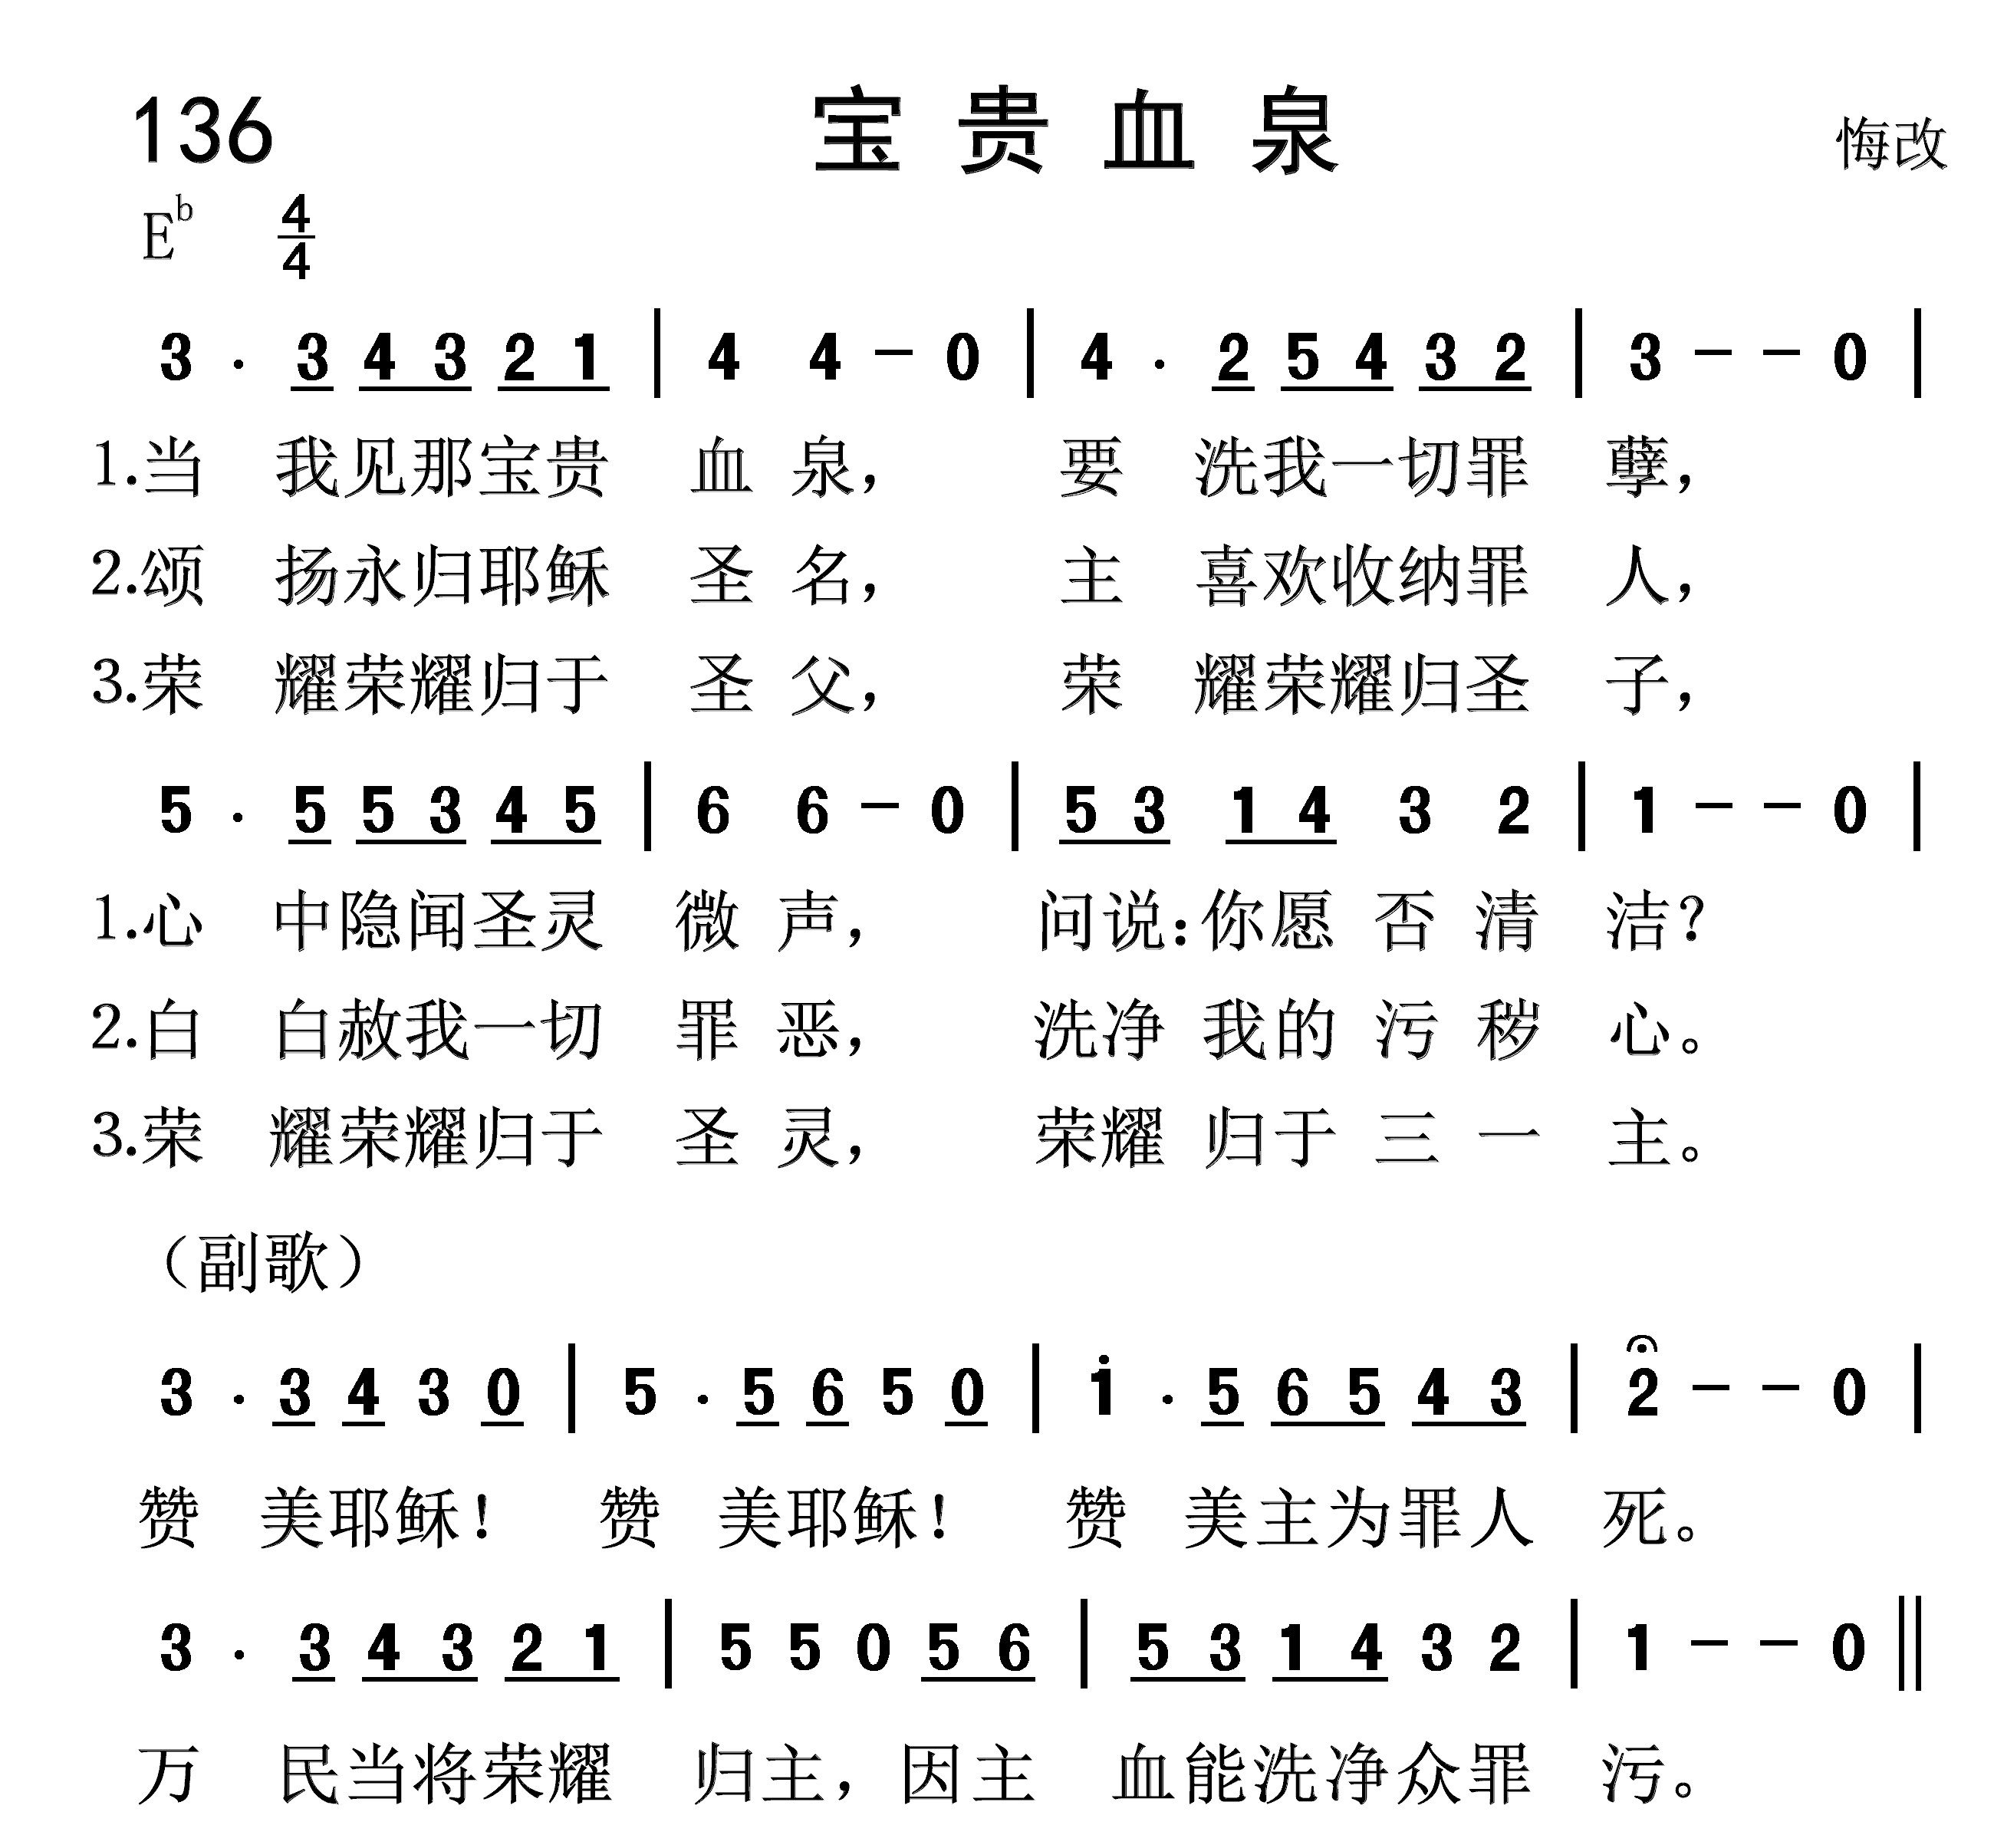 136 宝贵血泉 悔改
E♭ 4/4
3 . 3 4 3 2 1 | 4 4 — 0 | 4 . 2 5 4 3 2 | 3 — — 0 |
1.当 我见那宝贵 血泉， 要 洗我一切罪 孽，
2.颂 扬永归耶稣 圣名， 主 喜欢收纳罪 人，
3.荣 耀荣耀归于 圣父， 荣 耀荣耀归圣 子，
5 . 5 5 3 4 5 | 6 6 — 0 | 5 3 1 4 3 2 | 1 — — 0 |
1.心 中隐闻圣灵 微声， 问说：你愿 否 清 洁？
2.白 白赦我一切 罪恶， 洗净 我的 污 秽 心。
3.荣 耀荣耀归于 圣灵， 荣耀 归于 三 一 主。
（副歌）
3 . 3 4 3 0 | 5 . 5 6 5 0 | 1̇ . 5 6 5 4 3 | 2 — — 0 |
赞 美耶稣！ 赞 美耶稣！ 赞 美主为罪人 死。
3 . 3 4 3 2 1 | 5 5 0 5 6 | 5 3 1 4 3 2 | 1 — — 0 ‖
万 民当将荣耀 归主，因主 血能洗净众罪 污。